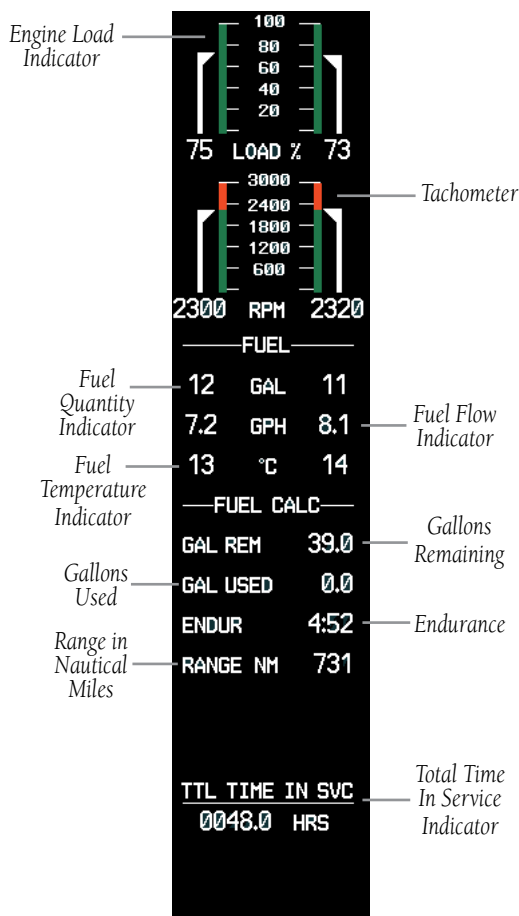 Engine Load
Indicator
100
80
60
40
20
75 LOAD % 73
3000
2400
1800
1200
600
Tachometer
2300 RPM 2320
FUEL
Fuel
Quantity
Indicator
12 GAL 11
7.2 GPH 8.1
Fuel Flow
Indicator
Fuel
Temperature
Indicator
13 °C 14
FUEL CALC
GAL REM 39.0
Gallons
Remaining
Gallons
Used
GAL USED 0.0
ENDUR 4:52
Endurance
Range in
Nautical
Miles
RANGE NM 731
TTL TIME IN SVC
0048.0 HRS
Total Time
In Service
Indicator